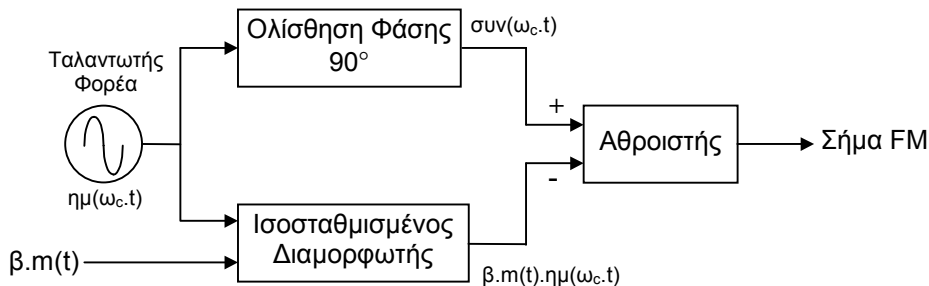 Ολίσθηση Φάσης
90°
συν(ωc.t)
Ταλαντωτής
Φορέα
ημ(ωc.t)
+
-
Αθροιστής
Σήμα FM
Ισοσταθμισμένος
Διαμορφωτής
β.m(t)
β.m(t).ημ(ωc.t)